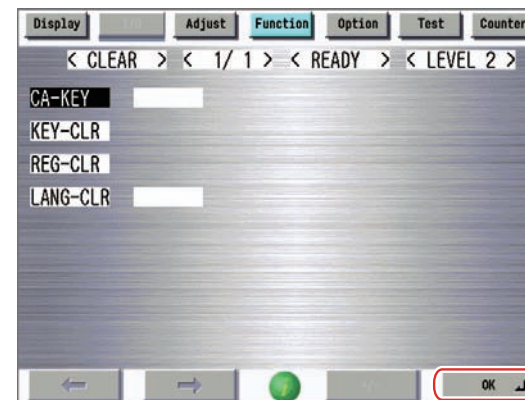 Display Adjust Function Option Test Counter
< CLEAR > < 1/ 1 > < READY > < LEVEL 2 >
CA-KEY
KEY-CLR
REG-CLR
LANG-CLR
OK